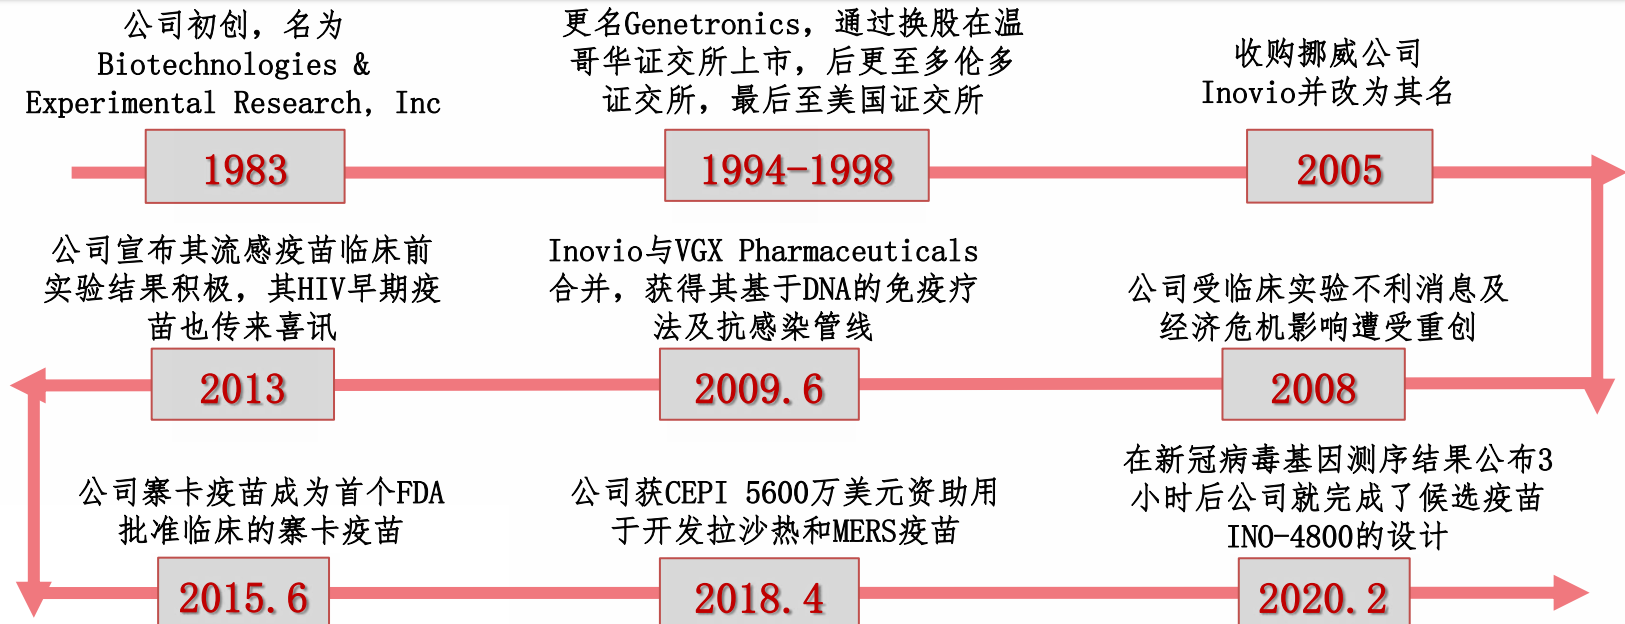 公司初创，名为
Biotechnologies &
Experimental Research, Inc
1983
更名Genetronics，通过换股在温
哥华证交所上市，后更至多伦多
证交所，最后至美国证交所
1994-1998
收购挪威公司
Inovio并改为其名
2005
公司受临床实验不利消息及
经济危机影响遭受重创
2008
Inovio与VGX Pharmaceuticals
合并，获得其基于DNA的免疫疗
法及抗感染管线
2009.6
公司宣布其流感疫苗临床前
实验结果积极，其HIV早期疫
苗也传来喜讯
2013
公司寨卡疫苗成为首个FDA
批准临床的寨卡疫苗
2015.6
公司获CEPI 5600万美元资助用
于开发拉沙热和MERS疫苗
2018.4
在新冠病毒基因测序结果公布3
小时后公司就完成了候选疫苗
INO-4800的设计
2020.2